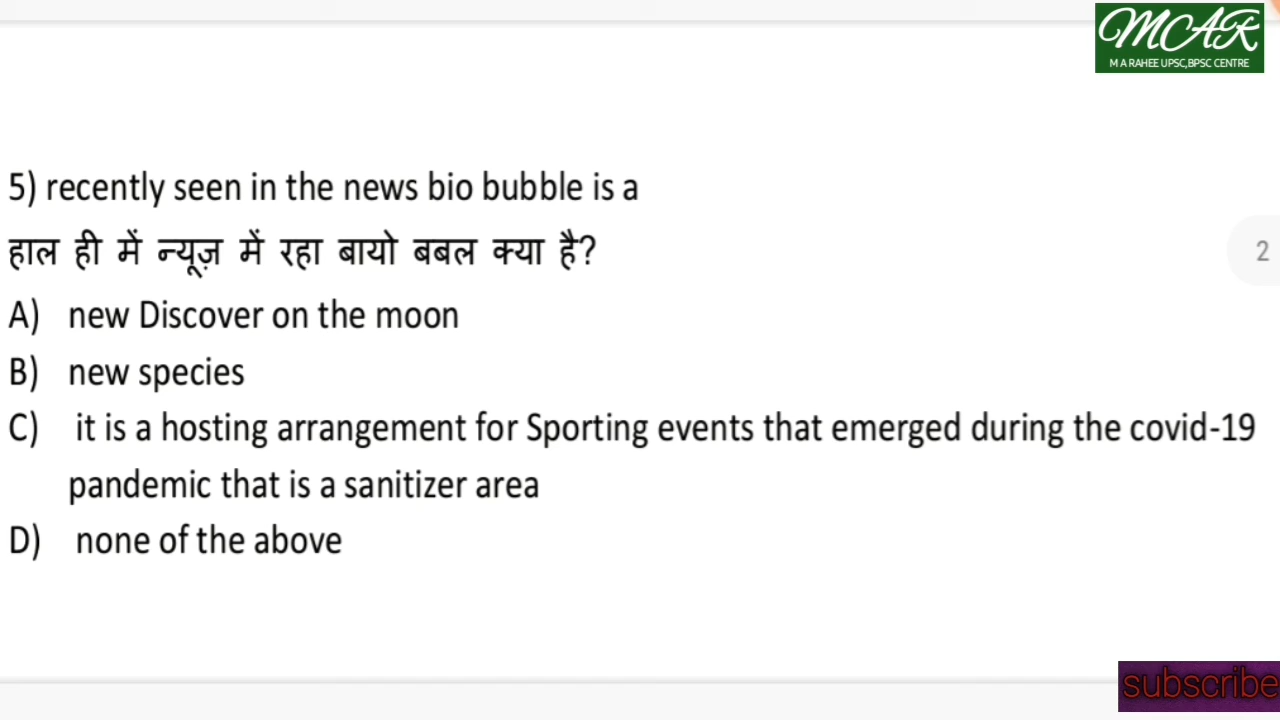 MCAR
M A RAHEE UPSC,BPSC CENTRE
5) recently seen in the news bio bubble is a
हाल ही में न्यूज़ में रहा बायो बबल क्या है?
2
A) new Discover on the moon
B) new species
C) it is a hosting arrangement for Sporting events that emerged during the covid-19
pandemic that is a sanitizer area
D) none of the above
subscribe